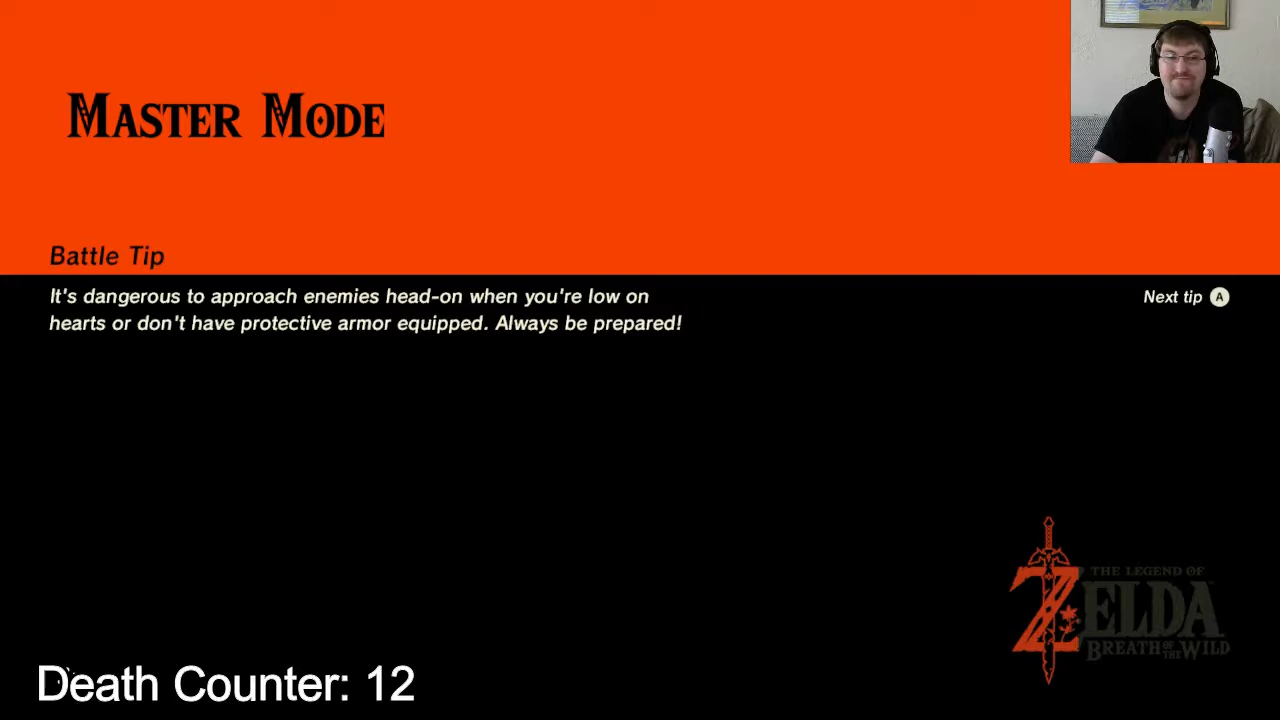 MASTER MODE
Battle Tip
It's dangerous to approach enemies head-on when you're low on
hearts or don't have protective armor equipped. Always be prepared!
Next tip A
THE LEGEND OF
ZELDA
BREATH OF THE WILD
Death Counter: 12